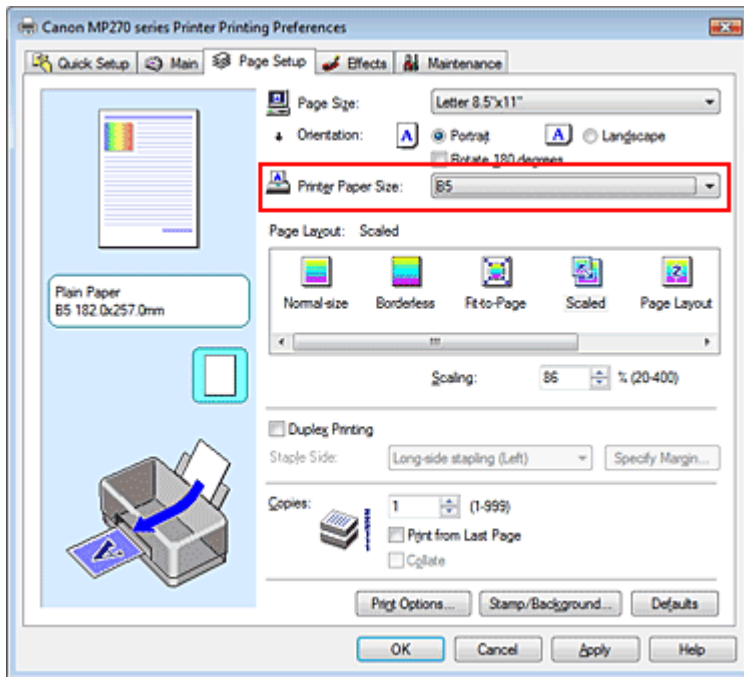 Canon MP270 series Printer Printing Preferences
Quick Setup Main Page Setup Effects Maintenance
Page Size: Letter 8.5"x11"
Orientation: A Portrait A Landscape
Rotate 180 degrees
Printer Paper Size: B5
Page Layout: Scaled
Normal-size Borderless Fit-to-Page Scaled Page Layout
Plain Paper
B5 182.0x257.0mm
Scaling: 86 % (20-400)
Duplex Printing
Staple Side: Long-side stapling (Left) Specify Margin...
Copies: 1 (1-999)
Print from Last Page
Collate
Print Options... Stamp/Background... Defaults
OK Cancel Apply Help